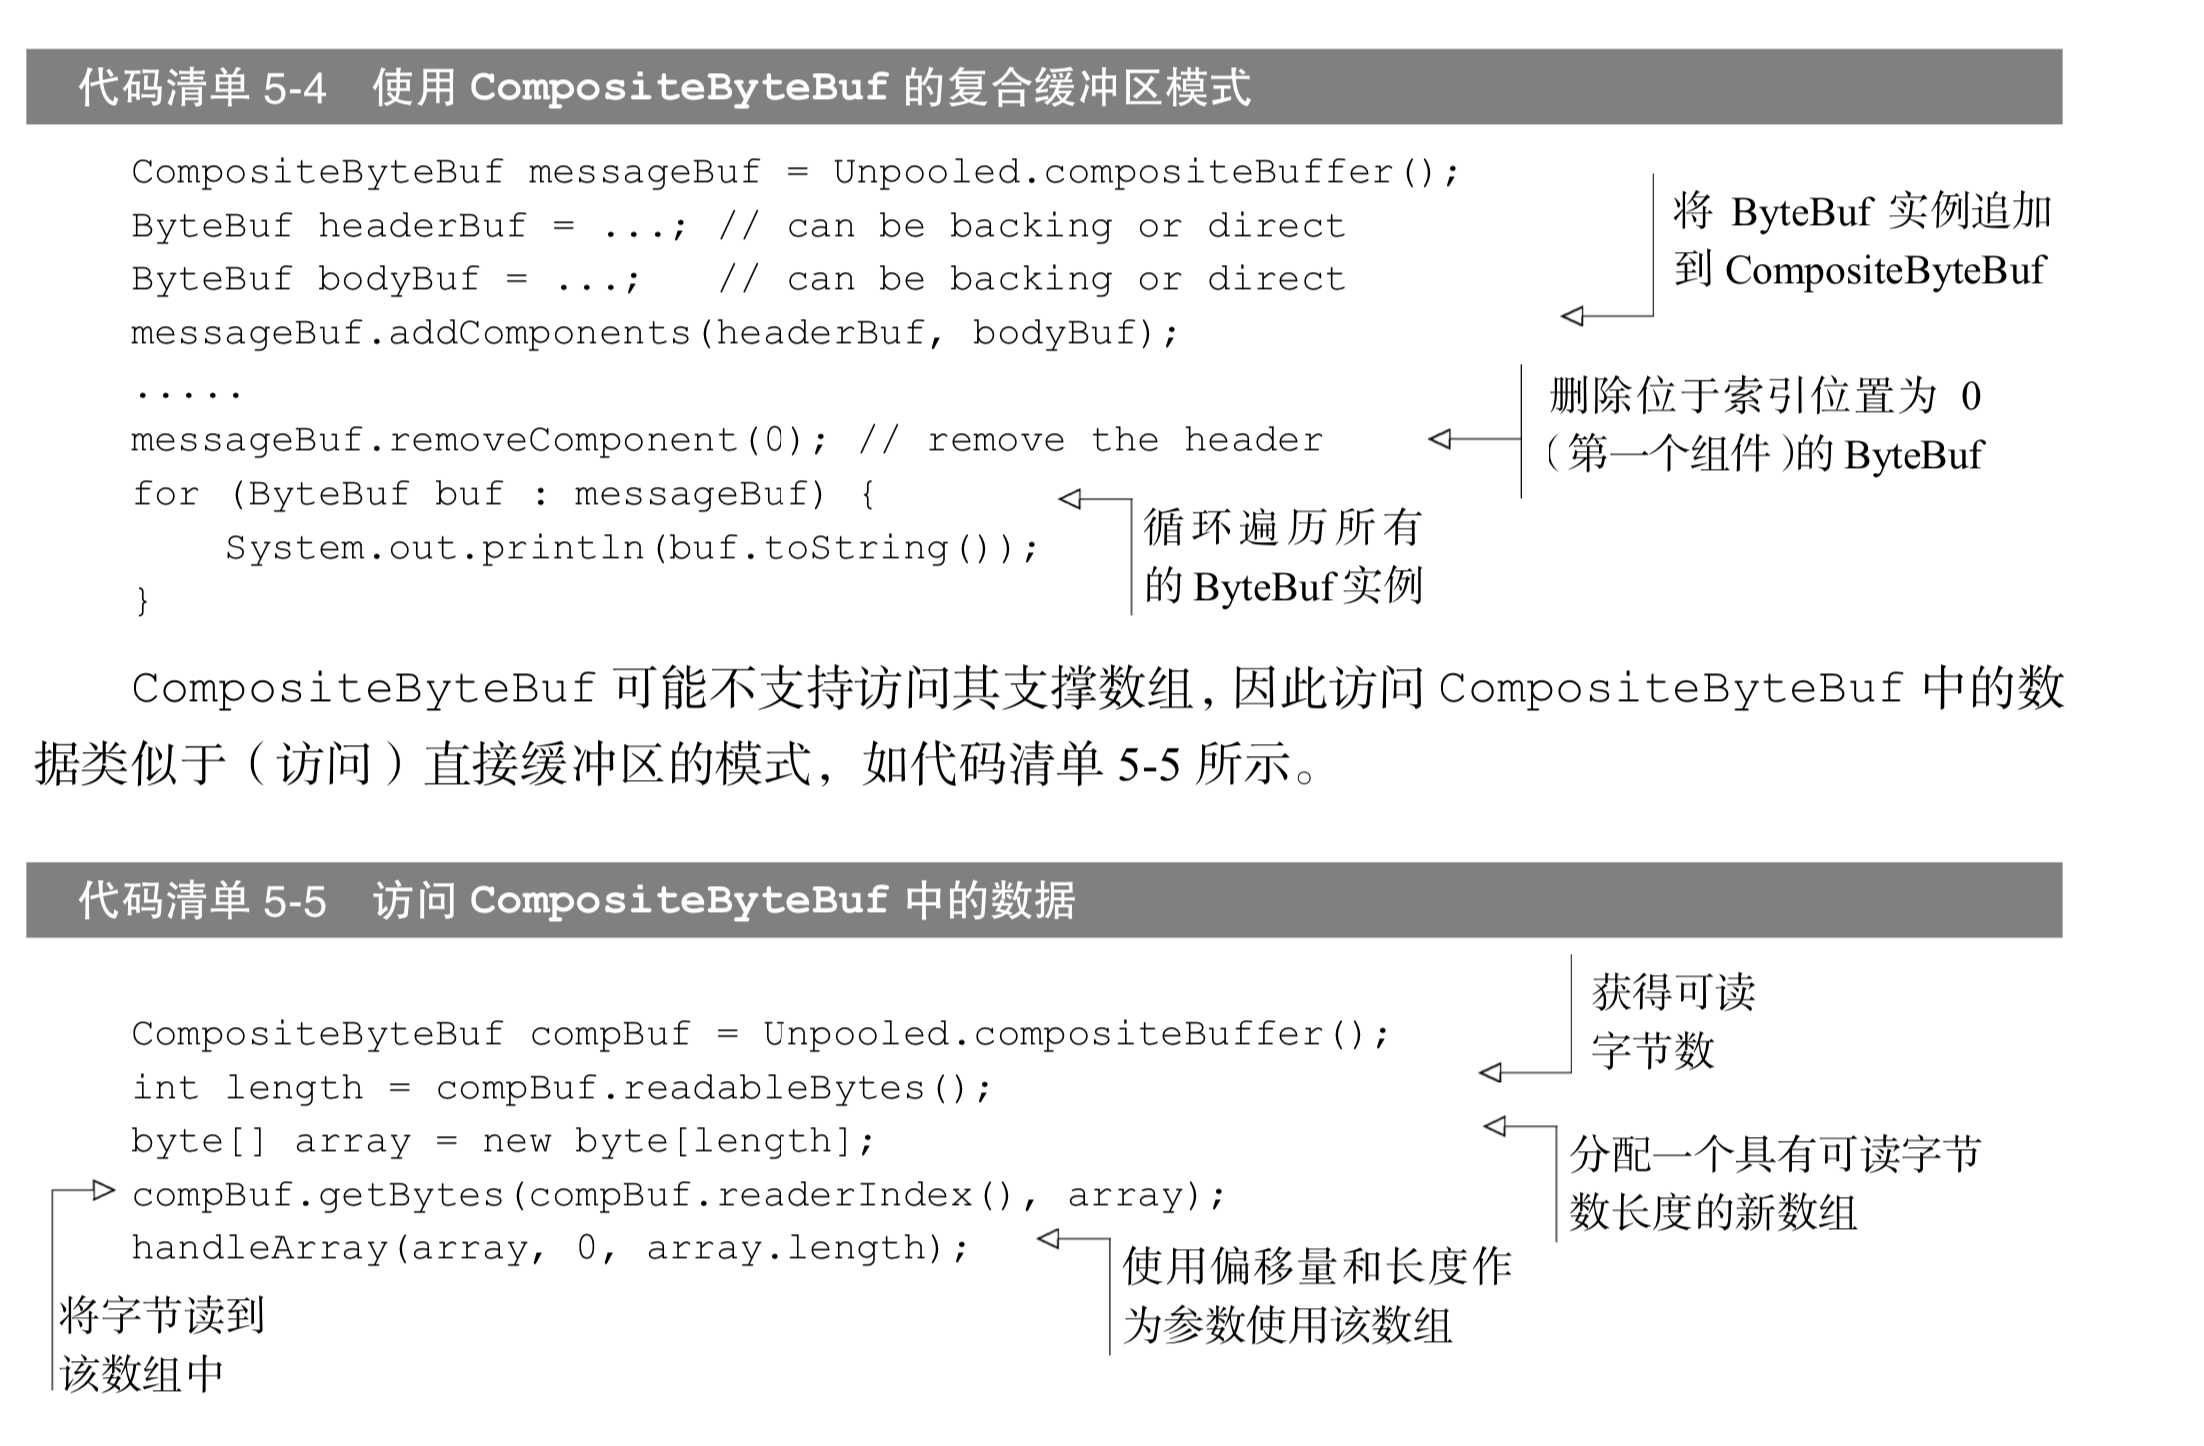 代码清单 5-4　使用 CompositeByteBuf 的复合缓冲区模式
CompositeByteBuf messageBuf = Unpooled.compositeBuffer();
ByteBuf headerBuf = ...; // can be backing or direct
ByteBuf bodyBuf = ...;   // can be backing or direct
messageBuf.addComponents(headerBuf, bodyBuf);
将 ByteBuf 实例追加
到 CompositeByteBuf
.....
messageBuf.removeComponent(0); // remove the header
删除位于索引位置为 0
（第一个组件）的 ByteBuf
for (ByteBuf buf : messageBuf) {
    System.out.println(buf.toString());
}
循环遍历所有
的 ByteBuf 实例
CompositeByteBuf 可能不支持访问其支撑数组，因此访问 CompositeByteBuf 中的数
据类似于（访问）直接缓冲区的模式，如代码清单 5-5 所示。
代码清单 5-5　访问 CompositeByteBuf 中的数据
CompositeByteBuf compBuf = Unpooled.compositeBuffer();
int length = compBuf.readableBytes();
获得可读
字节数
byte[] array = new byte[length];
分配一个具有可读字节
数长度的新数组
compBuf.getBytes(compBuf.readerIndex(), array);
handleArray(array, 0, array.length);
使用偏移量和长度作
为参数使用该数组
将字节读到
该数组中